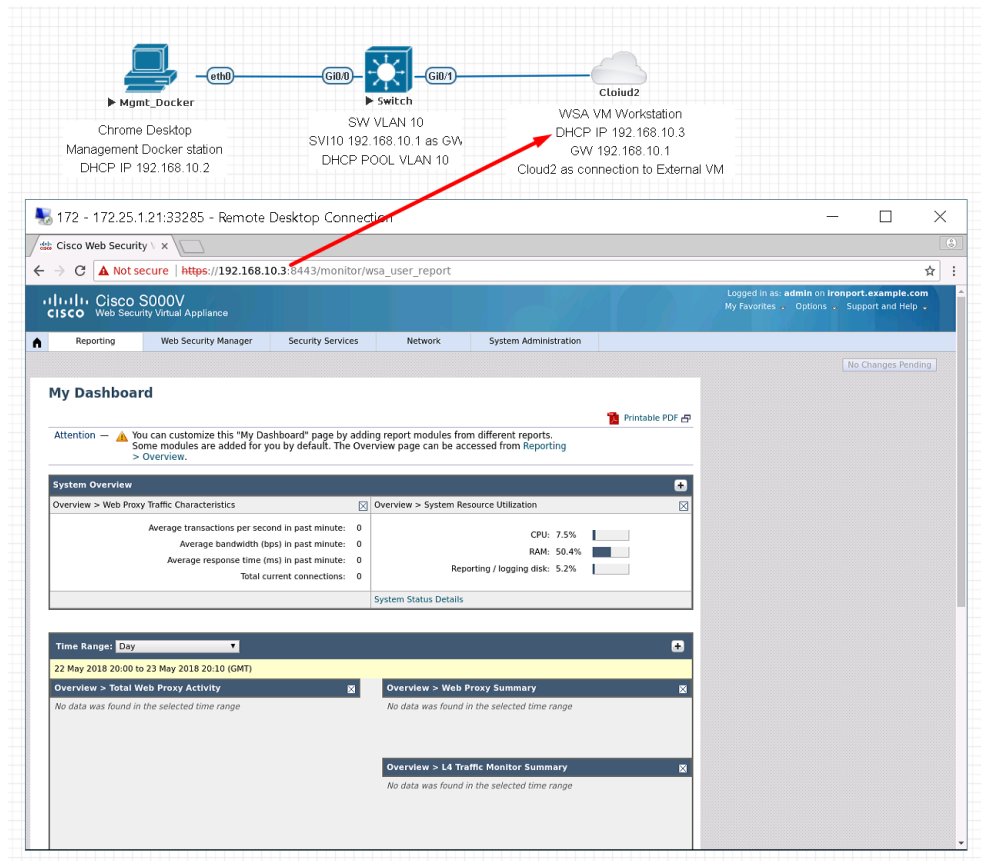 eth0
Gi0/0
Gi0/1
Mgmt_Docker
Switch
Cloiud2
Chrome Desktop
Management Docker station
DHCP IP 192.168.10.2
SW VLAN 10
SVI10 192.168.10.1 as GW
DHCP POOL VLAN 10
WSA VM Workstation
DHCP IP 192.168.10.3
GW 192.168.10.1
Cloud2 as connection to External VM
172 - 172.25.1.21:33285 - Remote Desktop Connection
Cisco Web Security V
Not secure | https://192.168.10.3:8443/monitor/wsa_user_report
CISCO
Cisco S000V
Web Security Virtual Appliance
Logged in as: admin on ironport.example.com
My Favorites Options Support and Help
Reporting Web Security Manager Security Services Network System Administration
No Changes Pending
My Dashboard
Printable PDF
Attention — You can customize this "My Dashboard" page by adding report modules from different reports.
Some modules are added for you by default. The Overview page can be accessed from Reporting
> Overview.
System Overview
Overview > Web Proxy Traffic Characteristics
Average transactions per second in past minute: 0
Average bandwidth (bps) in past minute: 0
Average response time (ms) in past minute: 0
Total current connections: 0
Overview > System Resource Utilization
CPU: 7.5%
RAM: 50.4%
Reporting / logging disk: 5.2%
System Status Details
Time Range: Day
22 May 2018 20:00 to 23 May 2018 20:10 (GMT)
Overview > Total Web Proxy Activity
No data was found in the selected time range
Overview > Web Proxy Summary
No data was found in the selected time range
Overview > L4 Traffic Monitor Summary
No data was found in the selected time range